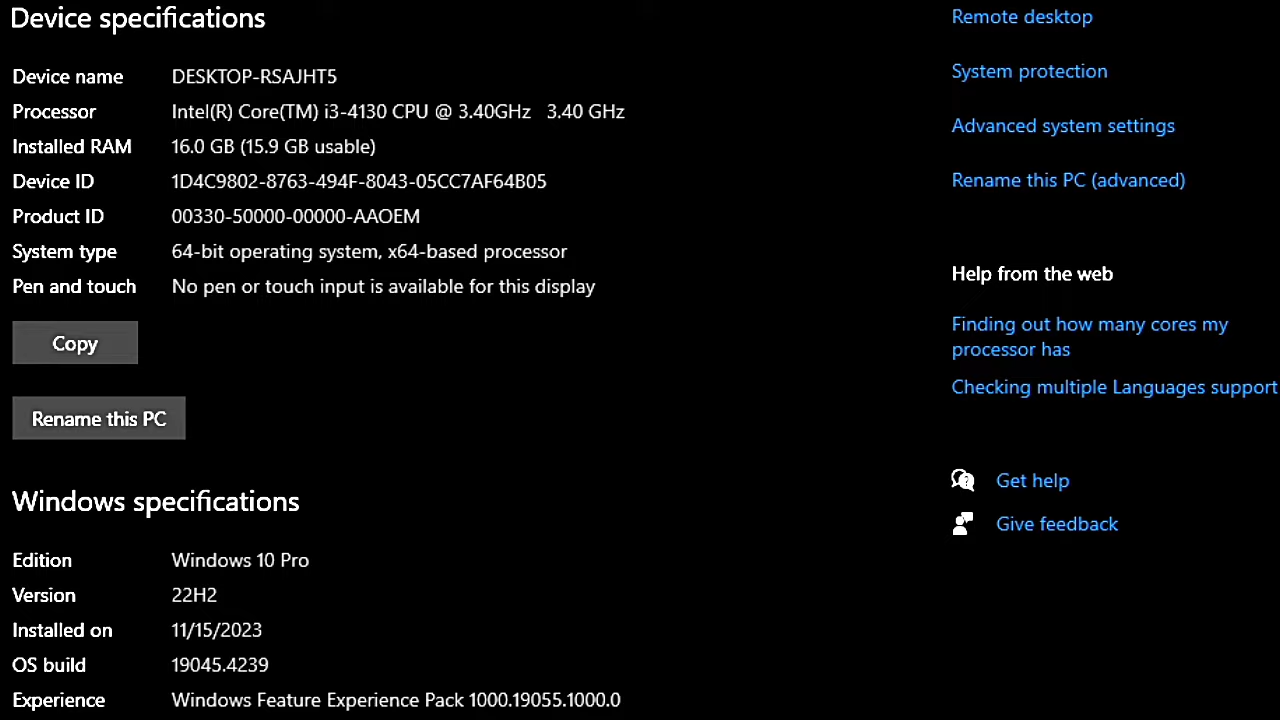 Device specifications
Device name DESKTOP-RSAJHT5
Processor Intel(R) Core(TM) i3-4130 CPU @ 3.40GHz 3.40 GHz
Installed RAM 16.0 GB (15.9 GB usable)
Device ID 1D4C9802-8763-494F-8043-05CC7AF64B05
Product ID 00330-50000-00000-AAOEM
System type 64-bit operating system, x64-based processor
Pen and touch No pen or touch input is available for this display
Copy
Rename this PC
Windows specifications
Edition Windows 10 Pro
Version 22H2
Installed on 11/15/2023
OS build 19045.4239
Experience Windows Feature Experience Pack 1000.19055.1000.0
Remote desktop
System protection
Advanced system settings
Rename this PC (advanced)
Help from the web
Finding out how many cores my
processor has
Checking multiple Languages support
Get help
Give feedback